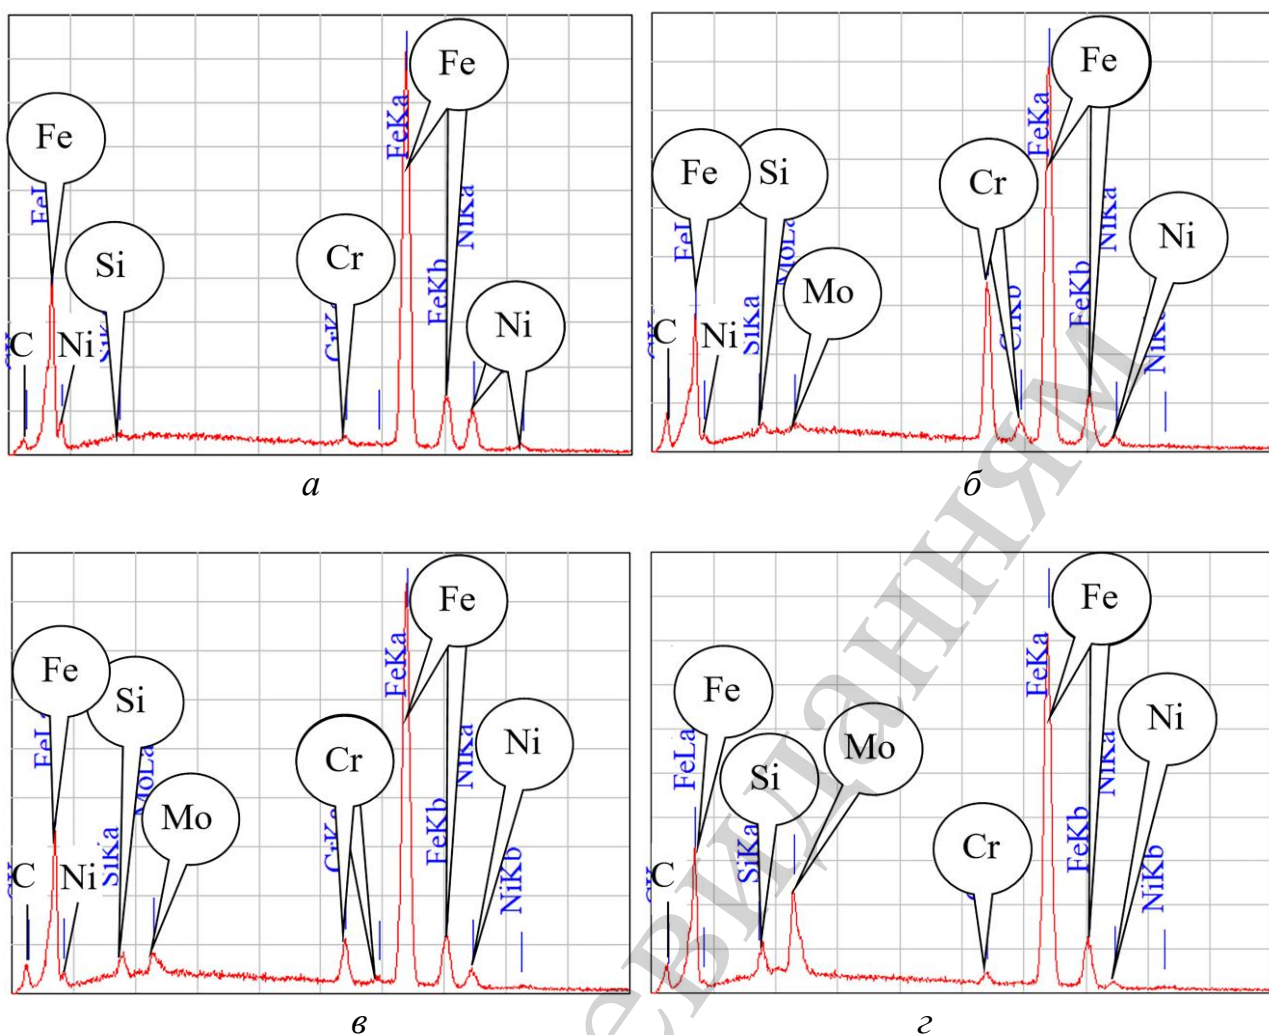 Fe
Fe
FeKa
NiKa
Si
Cr
FeKb
Ni
C
Ni
а
Fe
FeKa
Fe
Si
Cr
NiKa
Ni
FeKb
Mo
SiKa
C
Ni
б
Fe
Fe
FeKa
Si
Ni
NiKa
Cr
FeKb
Mo
SiKa
C
Ni
NiKb
в
Fe
FeKa
Fe
Ni
FeLa
Mo
NiKa
Si
SiKa
Cr
FeKb
NiKb
C
г
евиданням